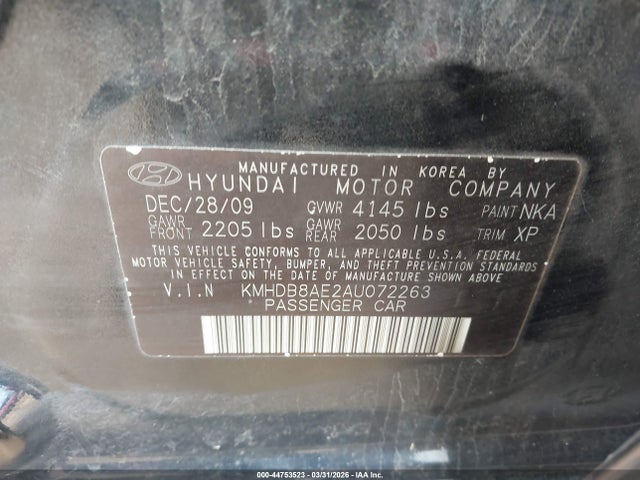 MANUFACTURED IN KOREA BY
HYUNDAI MOTOR COMPANY
DEC/28/09 GVWR 4145 lbs PAINT NKA
GAWR FRONT 2205 lbs GAWR REAR 2050 lbs TRIM XP
THIS VEHICLE CONFORMS TO ALL APPLICABLE U.S.A. FEDERAL
MOTOR VEHICLE SAFETY, BUMPER, AND THEFT PREVENTION STANDARDS
IN EFFECT ON THE DATE OF MANUFACTURE SHOWN ABOVE
V.I.N KMHDB8AE2AU072263
PASSENGER CAR
000-44753523 - 03/31/2026 - IAA Inc.